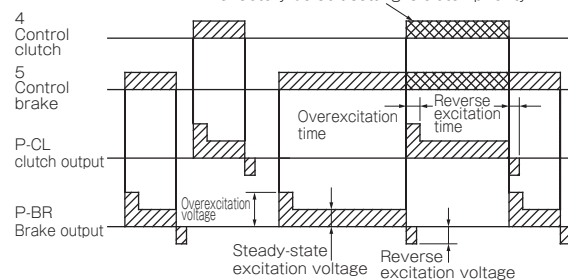 4
Control
clutch
5
Control
brake
Overexcitation
time
Reverse
excitation
time
P-CL
clutch output
Overexcitation
voltage
P-BR
Brake output
Steady-state
excitation voltage
Reverse
excitation voltage